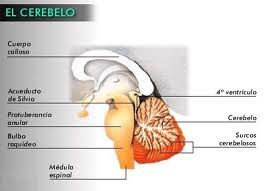 EL CEREBELO
Cuerpo
calloso
Acueducto
de Silvio
Protuberancia
anular
Bulbo
raquídeo
Médula
espinal
4º ventrículo
Cerebelo
Surcos
cerebelosos